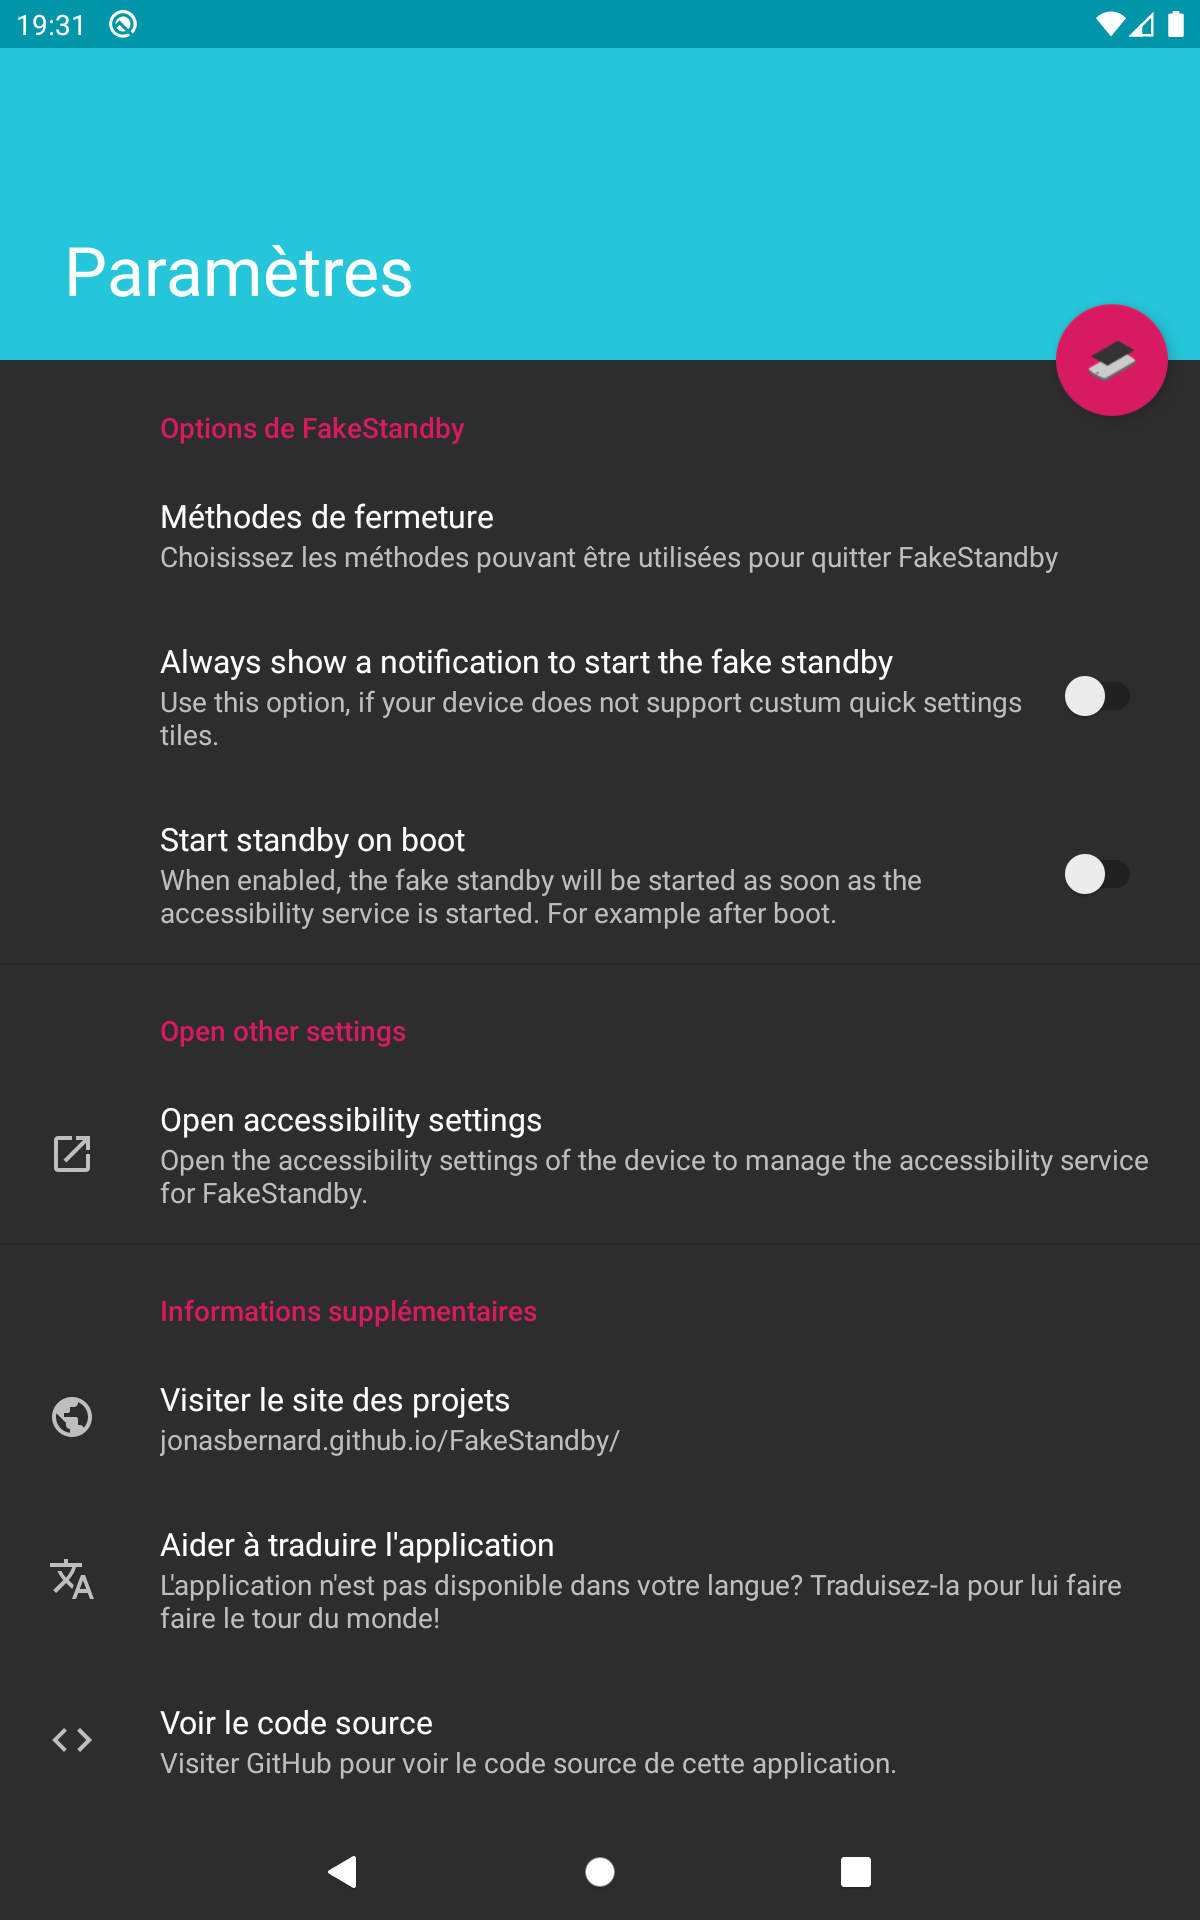 19:31
Paramètres
Options de FakeStandby
Méthodes de fermeture
Choisissez les méthodes pouvant être utilisées pour quitter FakeStandby
Always show a notification to start the fake standby
Use this option, if your device does not support custum quick settings
tiles.
Start standby on boot
When enabled, the fake standby will be started as soon as the
accessibility service is started. For example after boot.
Open other settings
Open accessibility settings
Open the accessibility settings of the device to manage the accessibility service
for FakeStandby.
Informations supplémentaires
Visiter le site des projets
jonasbernard.github.io/FakeStandby/
Aider à traduire l'application
L'application n'est pas disponible dans votre langue? Traduisez-la pour lui faire
faire le tour du monde!
Voir le code source
Visiter GitHub pour voir le code source de cette application.